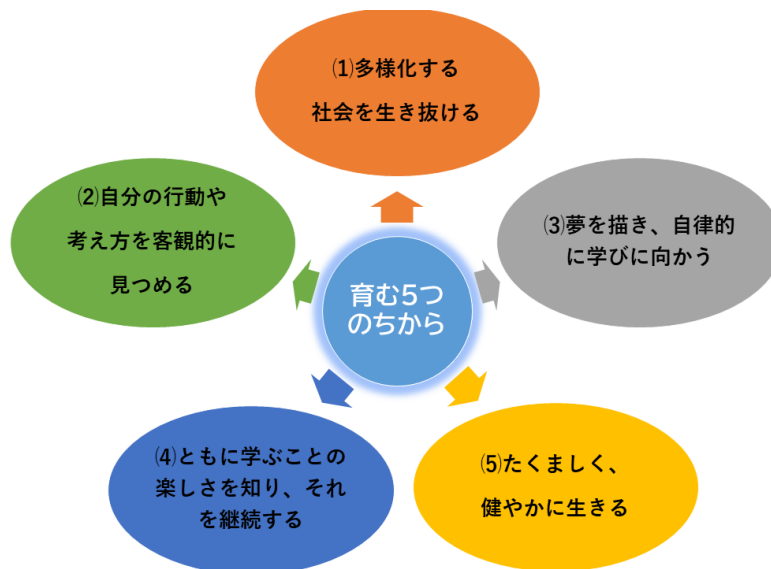 ⑴多様化する
社会を生き抜ける
⑵自分の行動や
考え方を客観的に
見つめる
⑶夢を描き、自律的
に学びに向かう
育む5つ
のちから
⑷ともに学ぶことの
楽しさを知り、それ
を継続する
⑸たくましく、
健やかに生きる